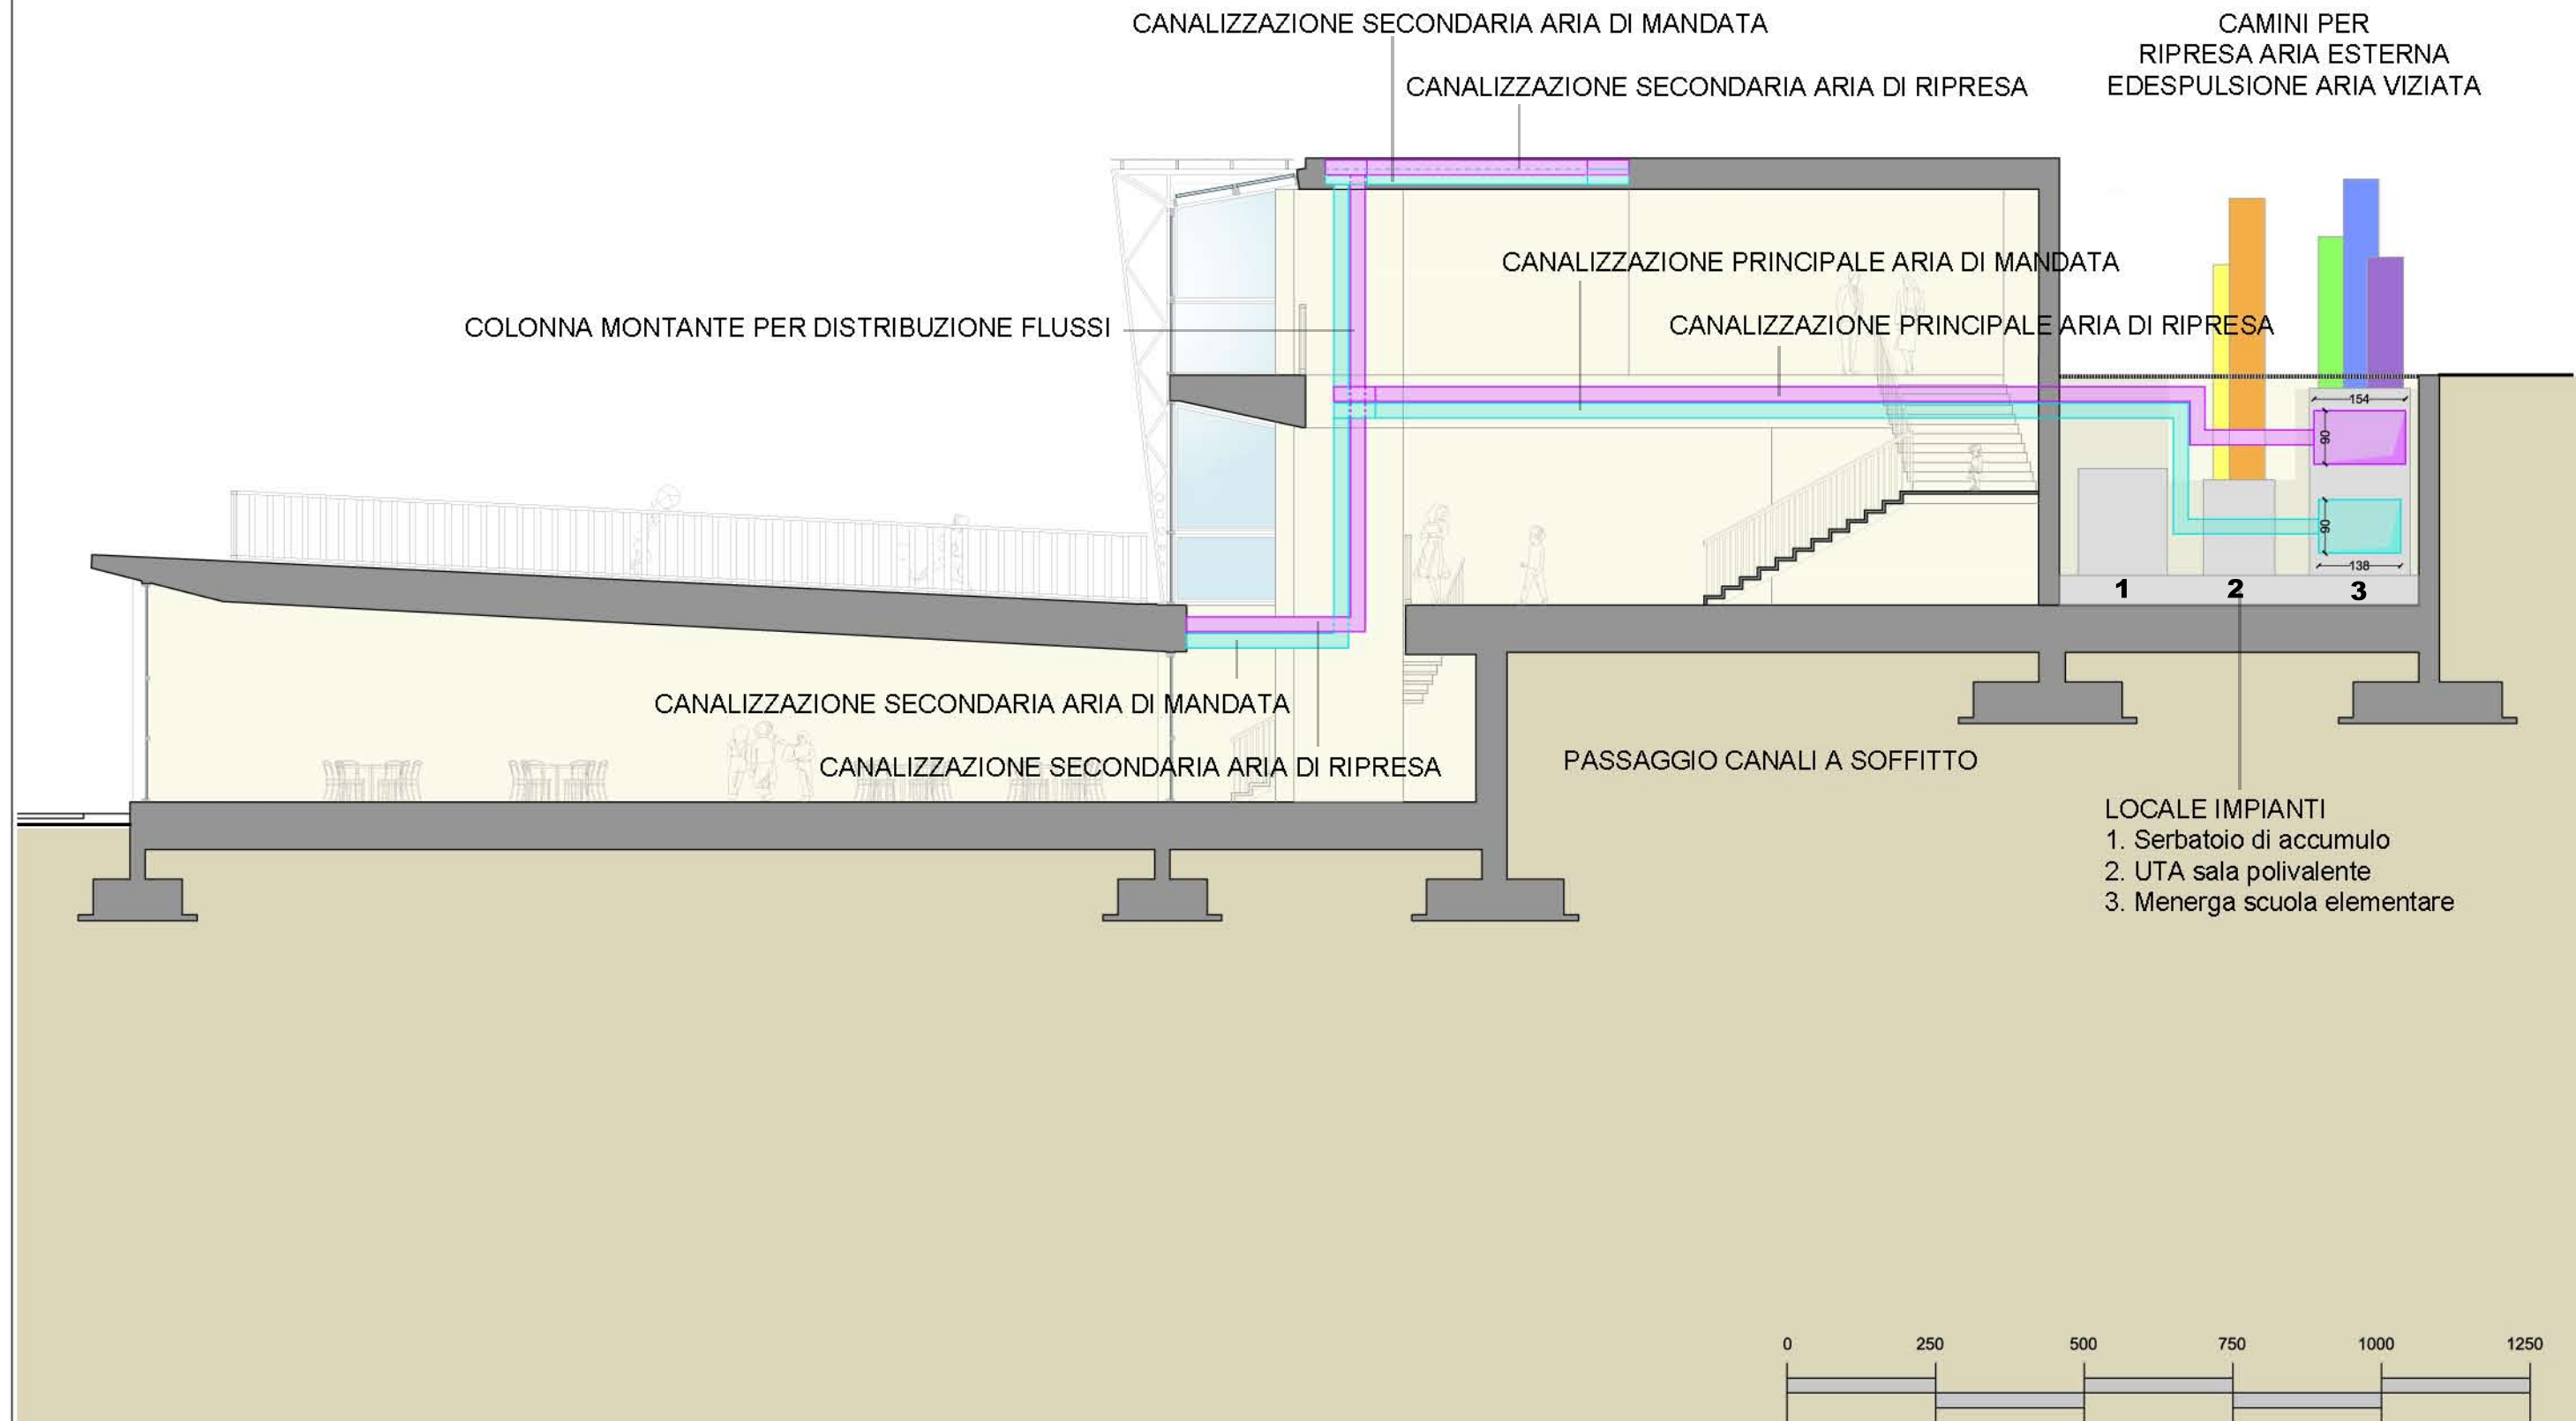 CANALIZZAZIONE SECONDARIA ARIA DI MANDATA
CANALIZZAZIONE SECONDARIA ARIA DI RIPRESA
CAMINI PER
RIPRESA ARIA ESTERNA
EDESPULSIONE ARIA VIZIATA
CANALIZZAZIONE PRINCIPALE ARIA DI MANDATA
COLONNA MONTANTE PER DISTRIBUZIONE FLUSSI
CANALIZZAZIONE PRINCIPALE ARIA DI RIPRESA
154
90
90
138
1
2
3
CANALIZZAZIONE SECONDARIA ARIA DI MANDATA
CANALIZZAZIONE SECONDARIA ARIA DI RIPRESA
PASSAGGIO CANALI A SOFFITTO
LOCALE IMPIANTI
1. Serbatoio di accumulo
2. UTA sala polivalente
3. Menerga scuola elementare
0 250 500 750 1000 1250